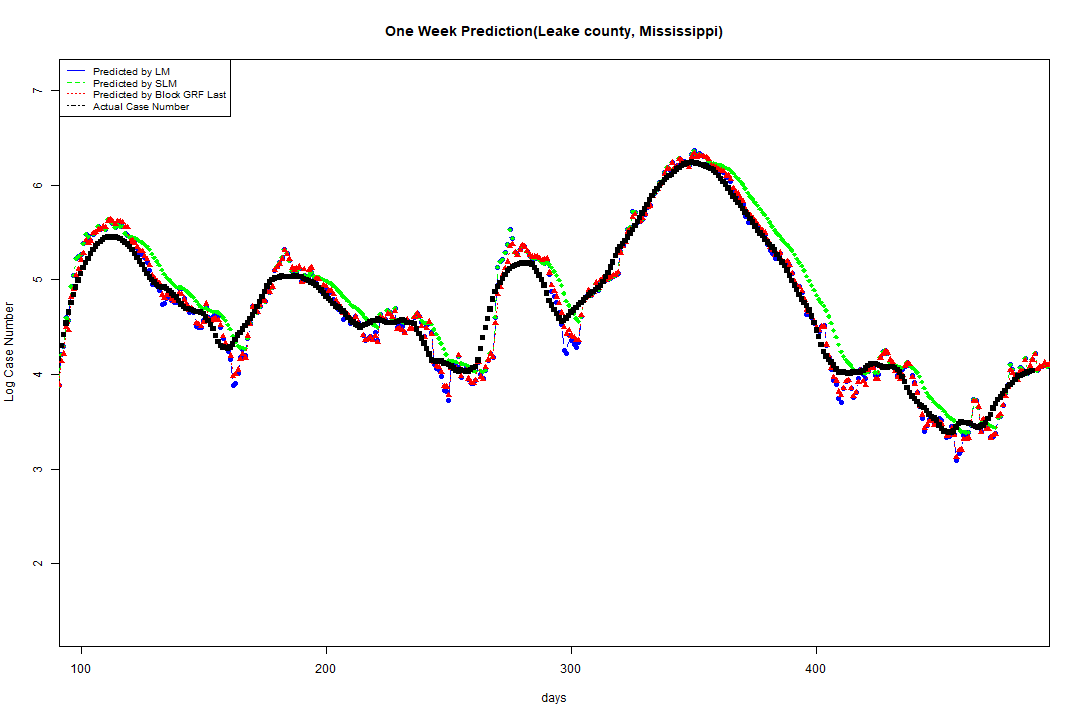 One Week Prediction(Leake county, Mississippi)
Predicted by LM
Predicted by SLM
Predicted by Block GRF Last
Actual Case Number
7
6
5
4
3
2
Log Case Number
100 200 300 400
days